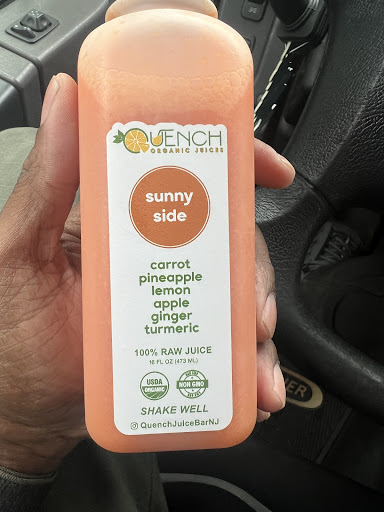 QUENCH
ORGANIC JUICES
sunny
side
carrot
pineapple
lemon
apple
ginger
turmeric
100% RAW JUICE
16 FL OZ (473 ML)
USDA
ORGANIC
NON GMO
SHAKE WELL
QuenchJuiceBarNJ